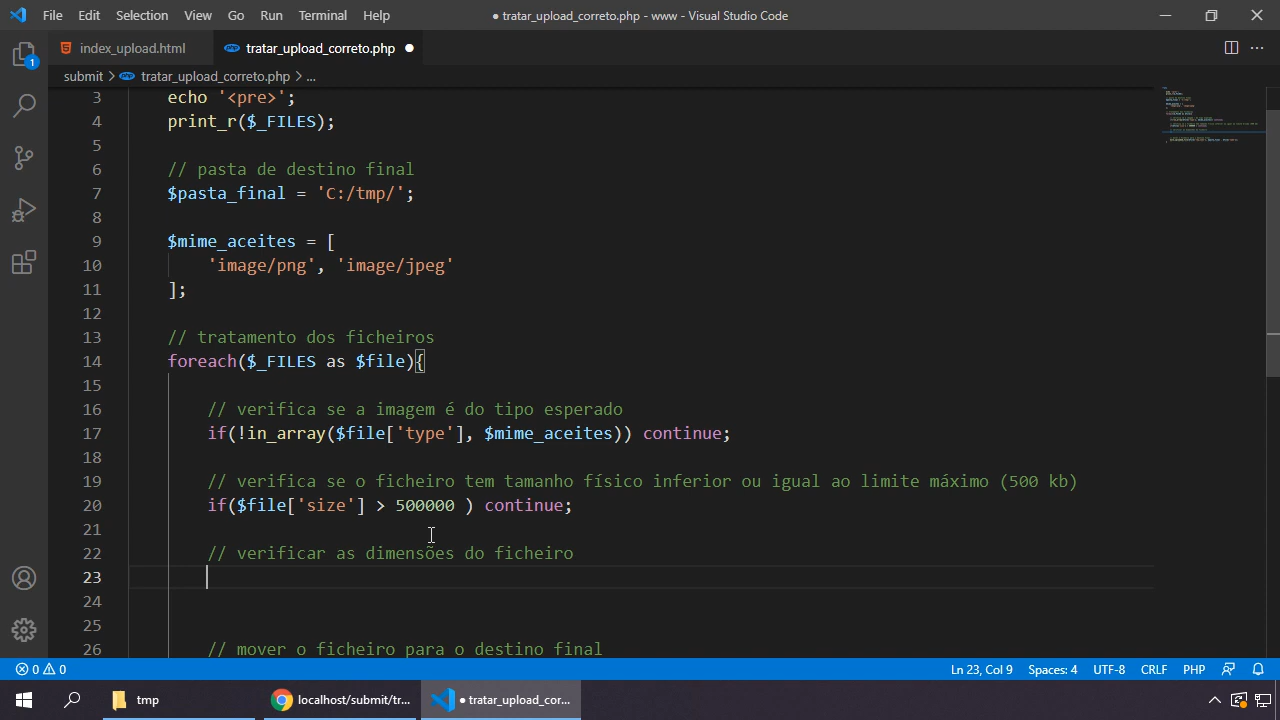 File Edit Selection View Go Run Terminal Help
● tratar_upload_correto.php - www - Visual Studio Code
index_upload.html
tratar_upload_correto.php ●
submit > tratar_upload_correto.php > ...
3 echo '<pre>';
4 print_r($_FILES);
5
6 // pasta de destino final
7 $pasta_final = 'C:/tmp/';
8
9 $mime_aceites = [
10 'image/png', 'image/jpeg'
11 ];
12
13 // tratamento dos ficheiros
14 foreach($_FILES as $file){
15
16 // verifica se a imagem é do tipo esperado
17 if(!in_array($file['type'], $mime_aceites)) continue;
18
19 // verifica se o ficheiro tem tamanho físico inferior ou igual ao limite máximo (500 kb)
20 if($file['size'] > 500000 ) continue;
21
22 // verificar as dimensões do ficheiro
23
24
25
26 // mover o ficheiro para o destino final
1
0 0
Ln 23, Col 9 Spaces: 4 UTF-8 CRLF PHP
tmp
localhost/submit/tr...
● tratar_upload_cor...